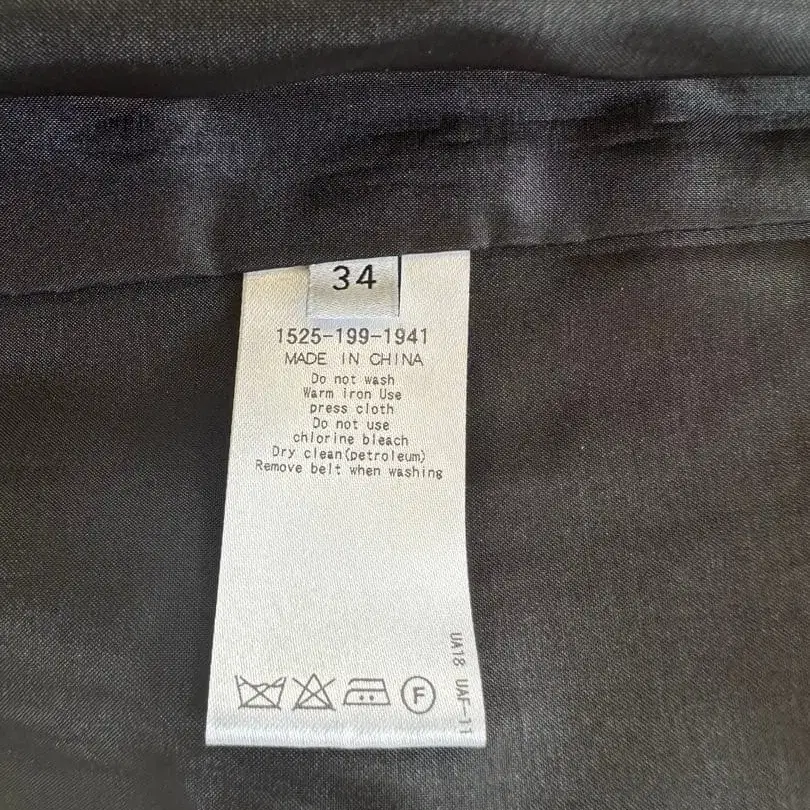 34
1525-199-1941
MADE IN CHINA
Do not wash
Warm iron Use
press cloth
Do not use
chlorine bleach
Dry clean(petroleum)
Remove belt when washing
UA18 UAF-11
F